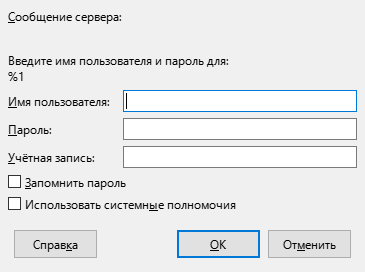 Сообщение сервера:
Введите имя пользователя и пароль для:
%1
Имя пользователя:
Пароль:
Учётная запись:
Запомнить пароль
Использовать системные полномочия
Справка
OK
Отменить